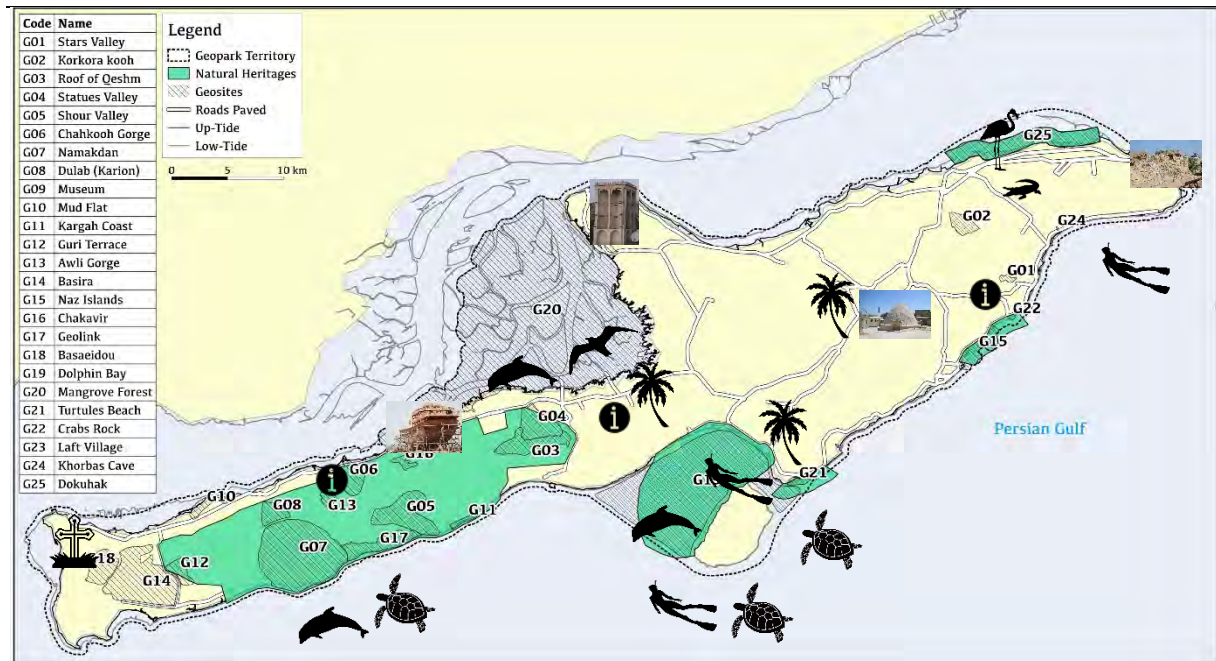 Code Name
G01 Stars Valley
G02 Korkora kooh
G03 Roof of Qeshm
G04 Statues Valley
G05 Shour Valley
G06 Chahkooh Gorge
G07 Namakdan
G08 Dulab (Karion)
G09 Museum
G10 Mud Flat
G11 Kargah Coast
G12 Guri Terrace
G13 Awli Gorge
G14 Basira
G15 Naz Islands
G16 Chakavir
G17 Geolink
G18 Basaeidou
G19 Dolphin Bay
G20 Mangrove Forest
G21 Turtules Beach
G22 Crabs Rock
G23 Laft Village
G24 Khorbas Cave
G25 Dokuhak
Legend
Geopark Territory
Natural Heritages
Geosites
Roads Paved
Up-Tide
Low-Tide
0 5 10 km
G25
G02
G24
G01
i
G22
G20
G15
G04
i
Persian Gulf
G03
G06
i
G21
G10
G13
G08
G05
G11
G17
G07
G12
G14